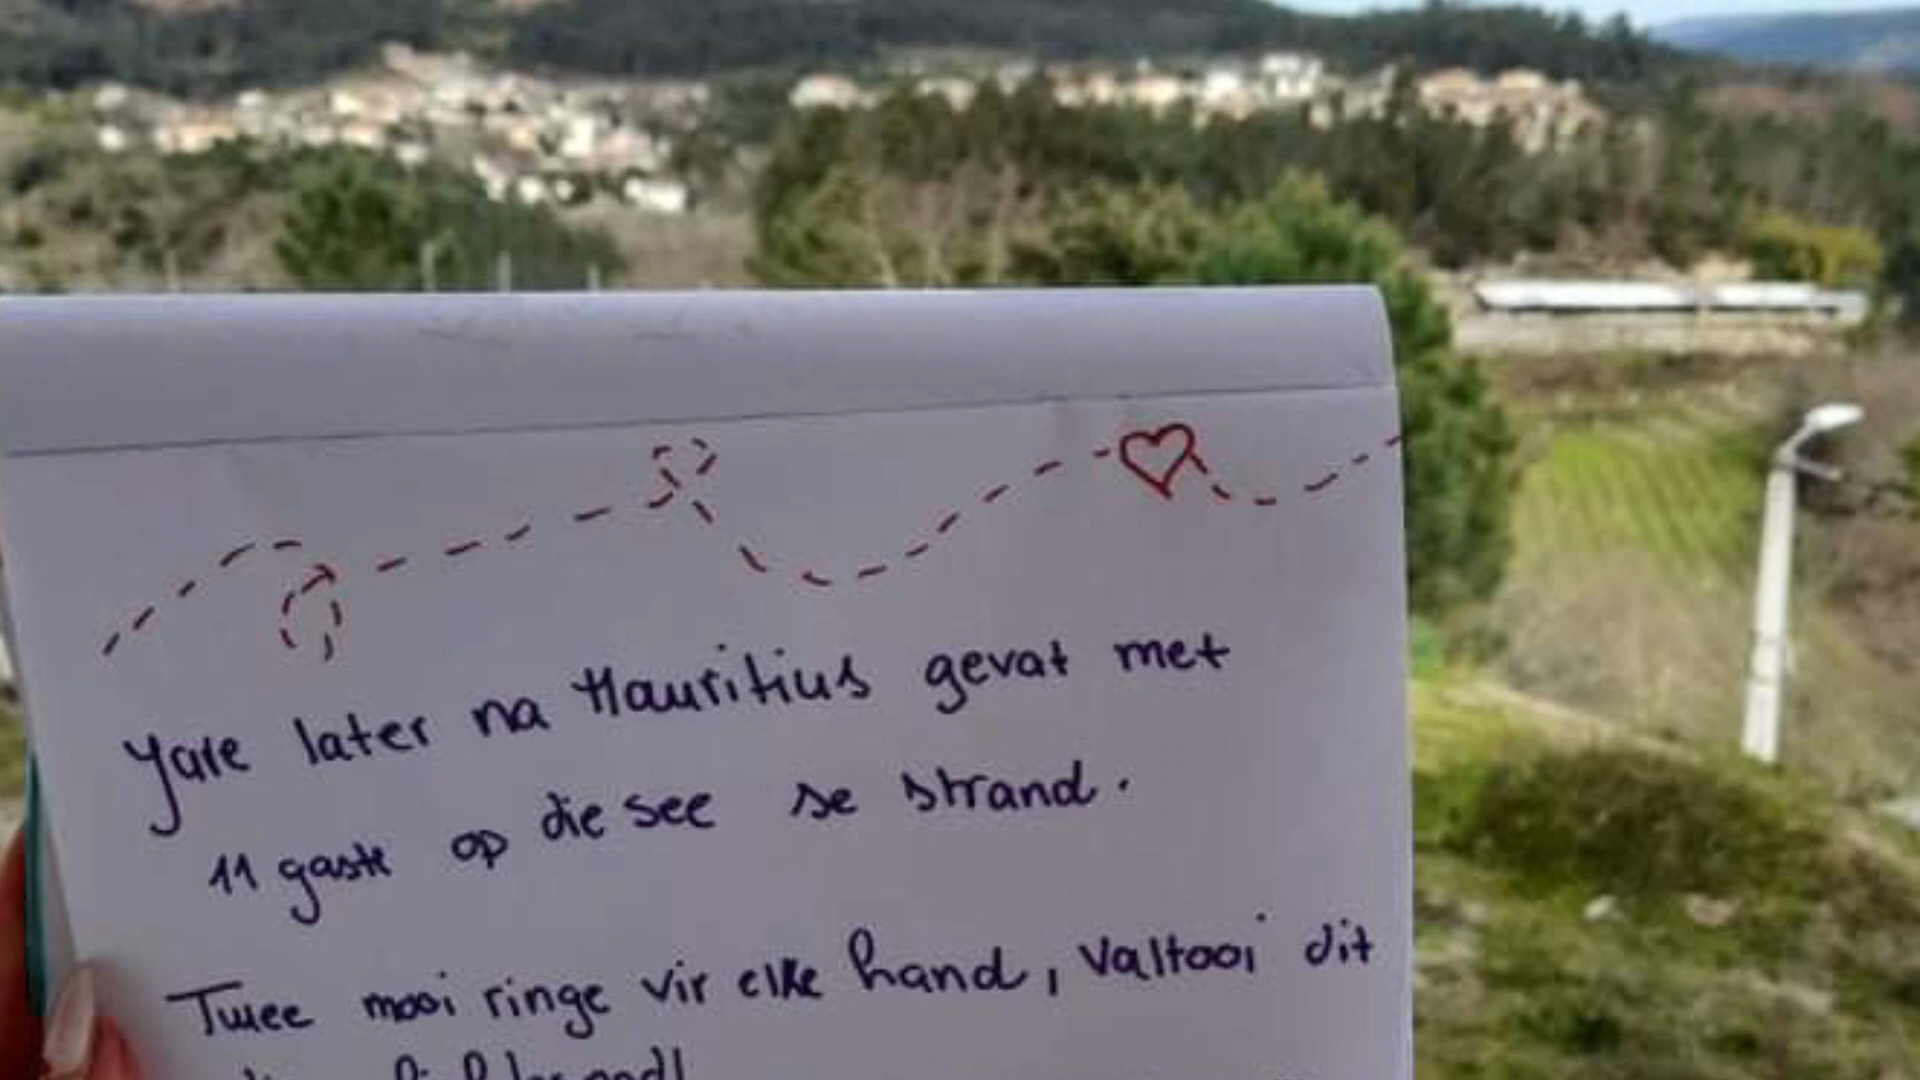 Yare later na Mauritius gevat met
11 gaste op die see se strand.
Twee mooi ringe vir elke hand, Valtooi dit